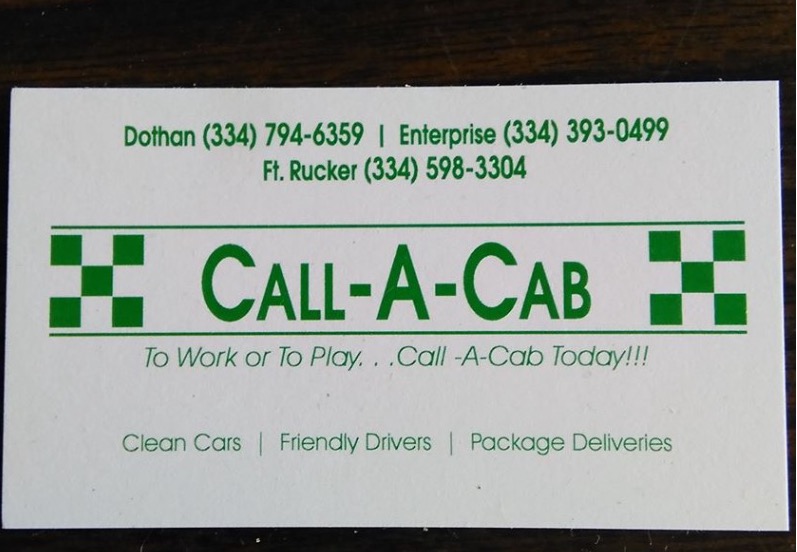 Dothan (334) 794-6359 | Enterprise (334) 393-0499
Ft. Rucker (334) 598-3304
CALL-A-CAB
To Work or To Play. . .Call -A-Cab Today!!!
Clean Cars | Friendly Drivers | Package Deliveries